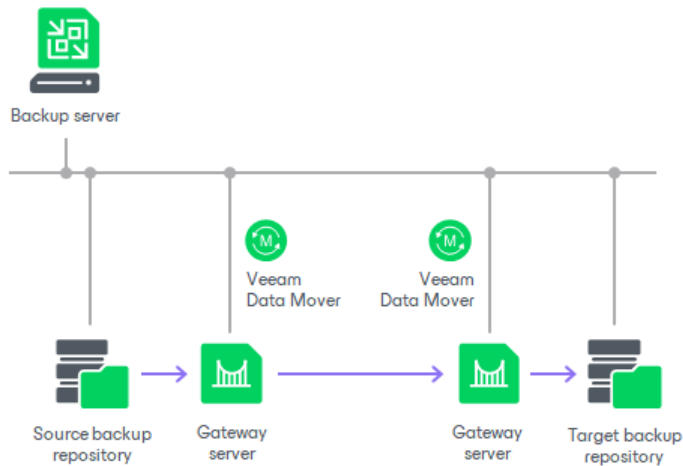 Backup server
M
M
Veeam
Data Mover
Veeam
Data Mover
Source backup
repository
Gateway
server
Gateway
server
Target backup
repository